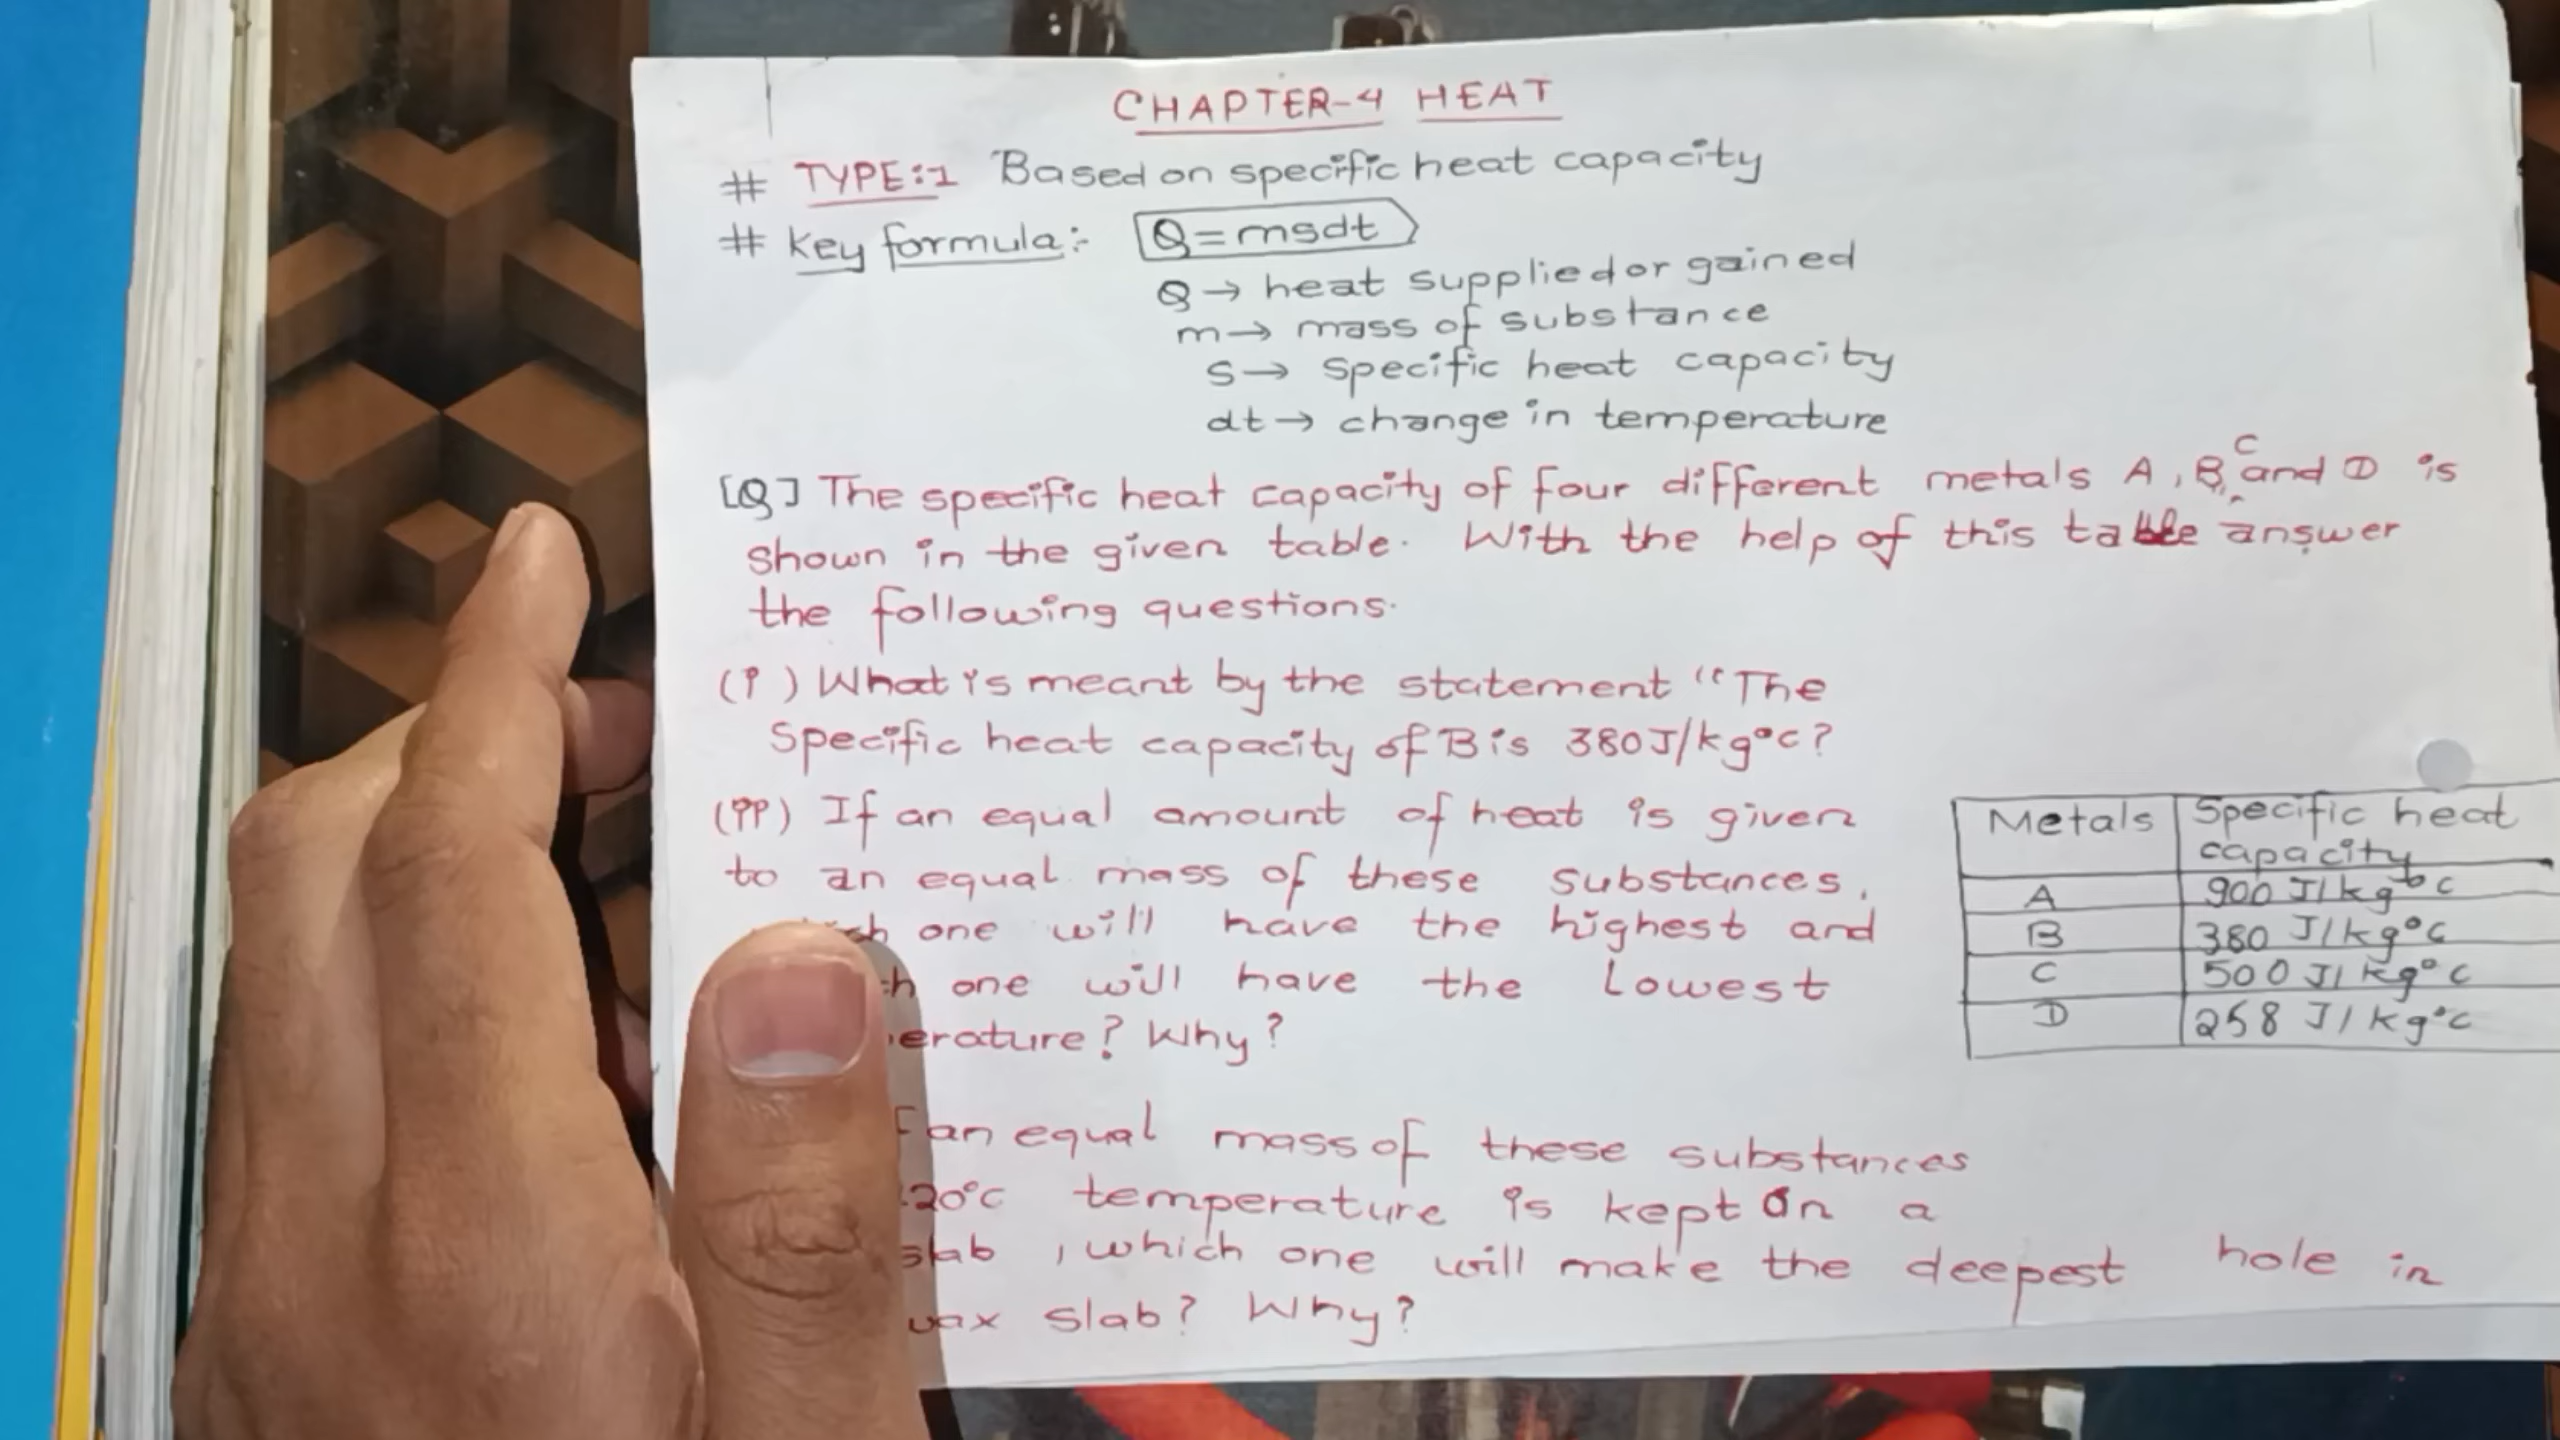 CHAPTER-4 HEAT
# TYPE:1 Based on specific heat capacity
# Key formula:- Q=msdt
Q→ heat supplied or gained
m→ mass of substance
s→ specific heat capacity
dt→ change in temperature
[Q] The specific heat capacity of four different metals A, B, C and D is
shown in the given table. With the help of this table answer
the following questions.
(i) What is meant by the statement "The
specific heat capacity of B is 380J/kg°C?
(ii) If an equal amount of heat is given
to an equal mass of these substances,
one will have the highest and
one will have the Lowest
erature? Why?
Metals Specific heat capacity
A 900 J/kg°C
B 380 J/kg°C
C 500 J/kg°C
D 258 J/kg°C
an equal mass of these substances
20°C temperature is kept on a
slab, which one will make the deepest hole in
wax slab? Why?